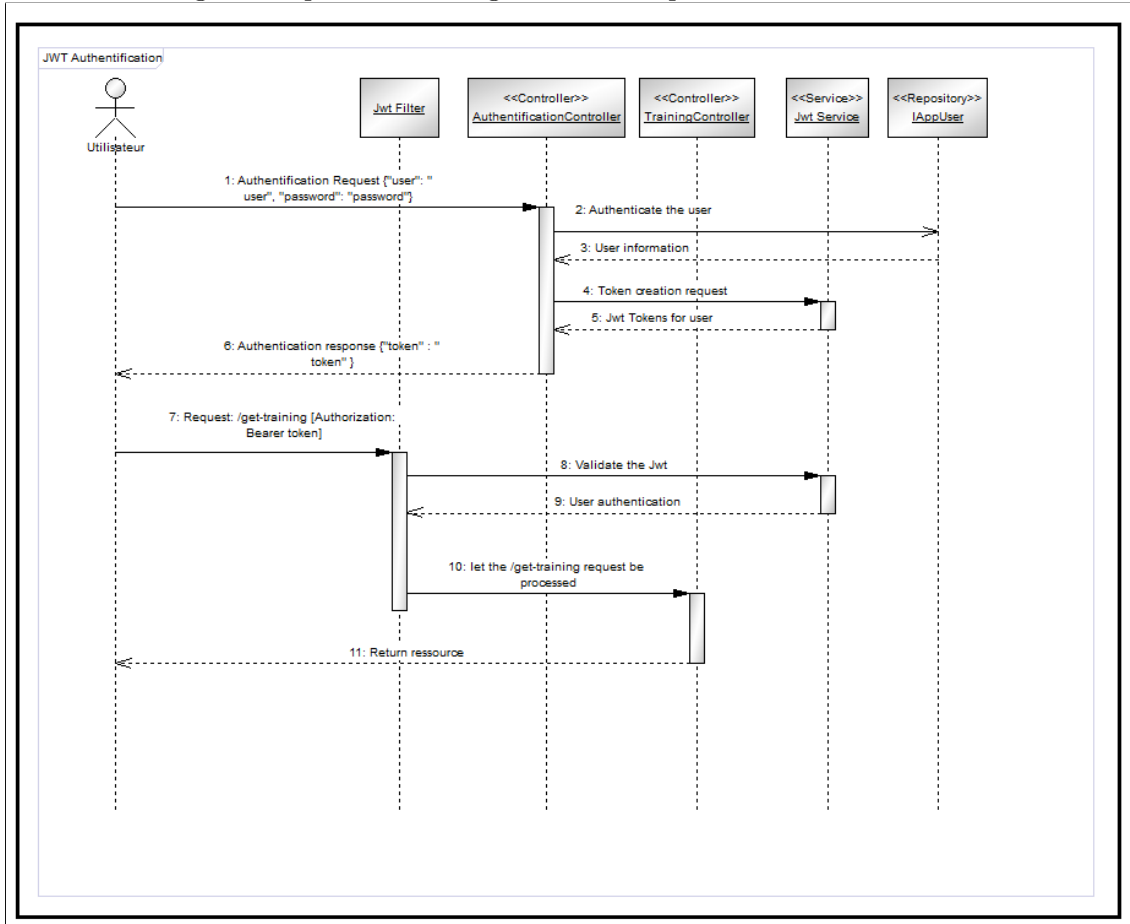 JWT Authentification
Utilisateur
Jwt Filter
<<Controller>>
AuthentificationController
<<Controller>>
TrainingController
<<Service>>
Jwt Service
<<Repository>>
IAppUser
1: Authentification Request {"user": "
user", "password": "password"}
2: Authenticate the user
3: User information
4: Token creation request
5: Jwt Tokens for user
6: Authentication response {"token" : "
token" }
7: Request: /get-training [Authorization:
Bearer token]
8: Validate the Jwt
9: User authentication
10: let the /get-training request be
processed
11: Return ressource